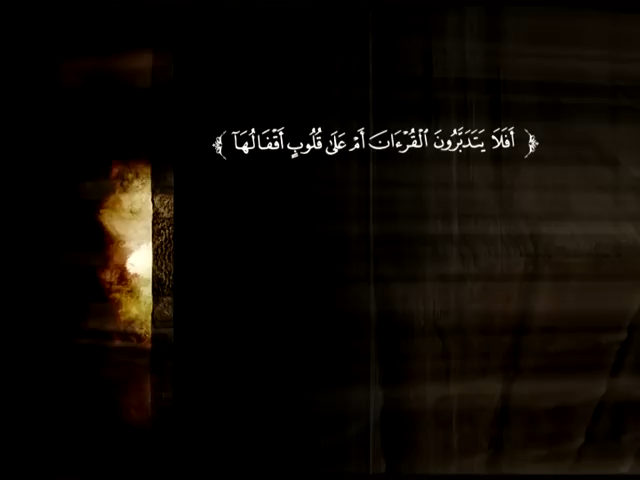 ﴿ أَفَلَا يَتَدَبَّرُونَ ٱلْقُرْءَانَ أَمْ عَلَىٰ قُلُوبٍ أَقْفَالُهَآ ﴾